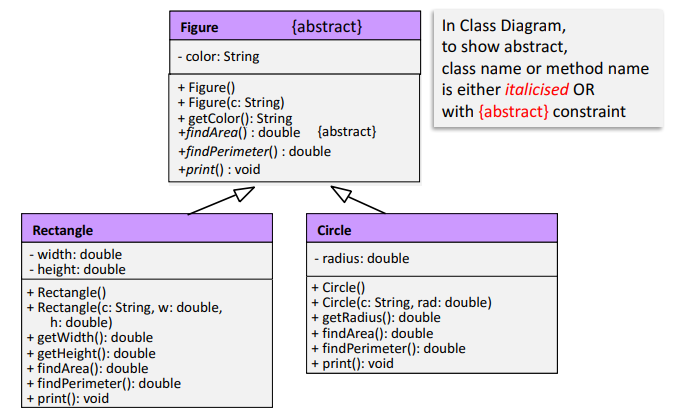 Figure {abstract}
- color: String
+ Figure()
+ Figure(c: String)
+ getColor(): String
+findArea() : double {abstract}
+findPerimeter() : double
+print() : void
In Class Diagram,
to show abstract,
class name or method name
is either italicised OR
with {abstract} constraint
Rectangle
- width: double
- height: double
+ Rectangle()
+ Rectangle(c: String, w: double,
h: double)
+ getWidth(): double
+ getHeight(): double
+ findArea(): double
+ findPerimeter(): double
+ print(): void
Circle
- radius: double
+ Circle()
+ Circle(c: String, rad: double)
+ getRadius(): double
+ findArea(): double
+ findPerimeter(): double
+ print(): void